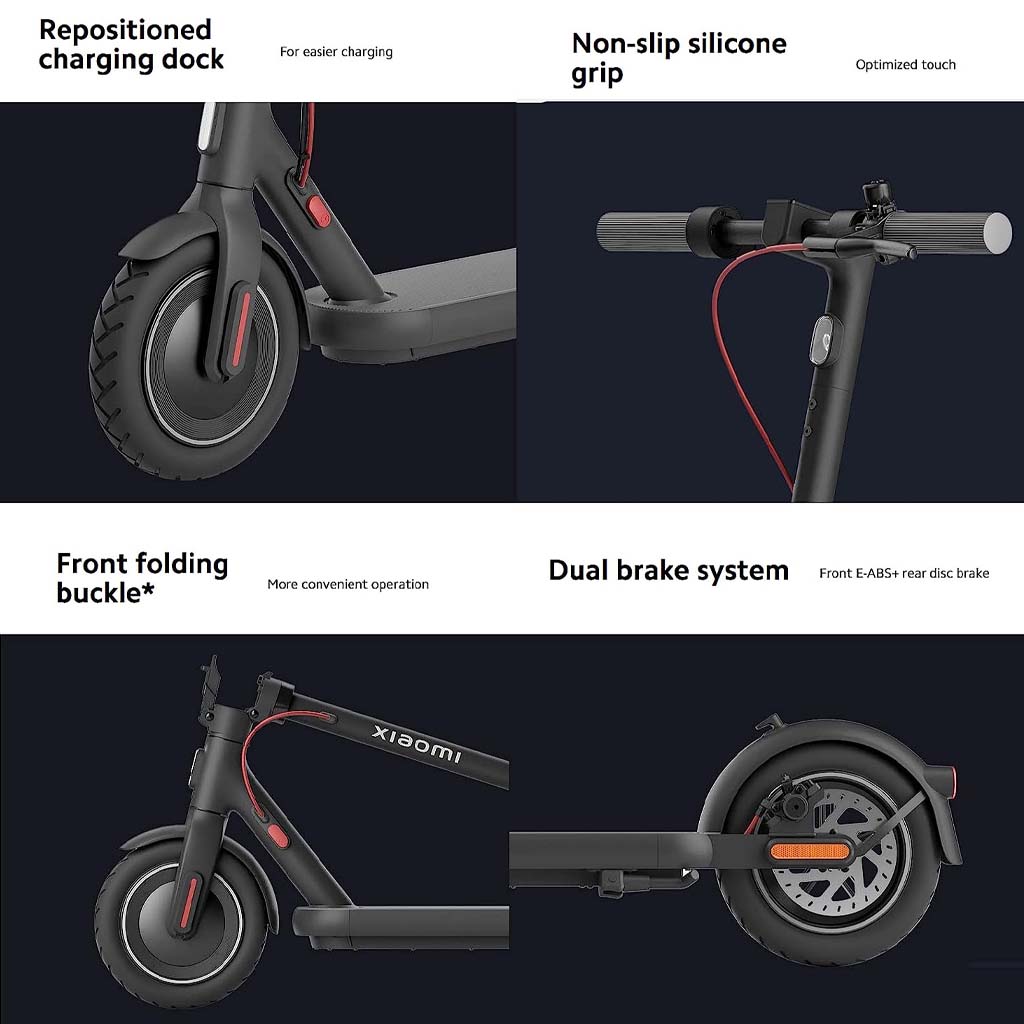 Repositioned
charging dock
For easier charging
Non-slip silicone
grip
Optimized touch
Front folding
buckle*
More convenient operation
Dual brake system
Front E-ABS+ rear disc brake
xiaomi